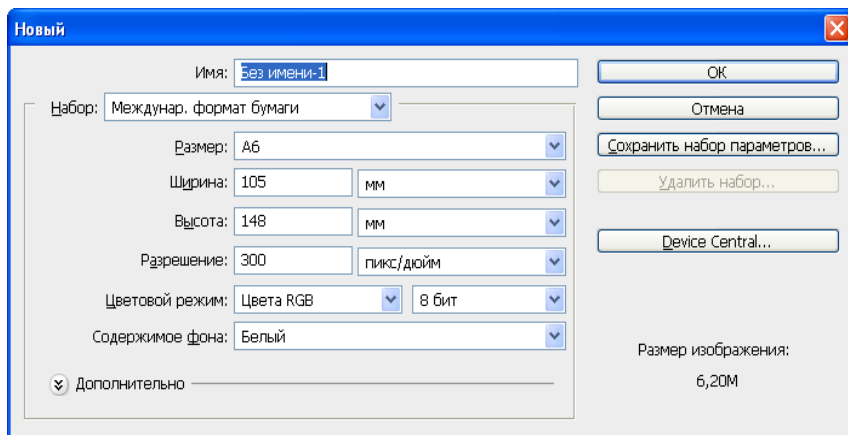 Новый
Имя: Без имени-1
ОК
Набор: Междунар. формат бумаги
Отмена
Размер: A6
Сохранить набор параметров...
Ширина: 105 мм
Удалить набор...
Высота: 148 мм
Device Central...
Разрешение: 300 пикс/дюйм
Цветовой режим: Цвета RGB 8 бит
Содержимое фона: Белый
Размер изображения:
Дополнительно
6,20M